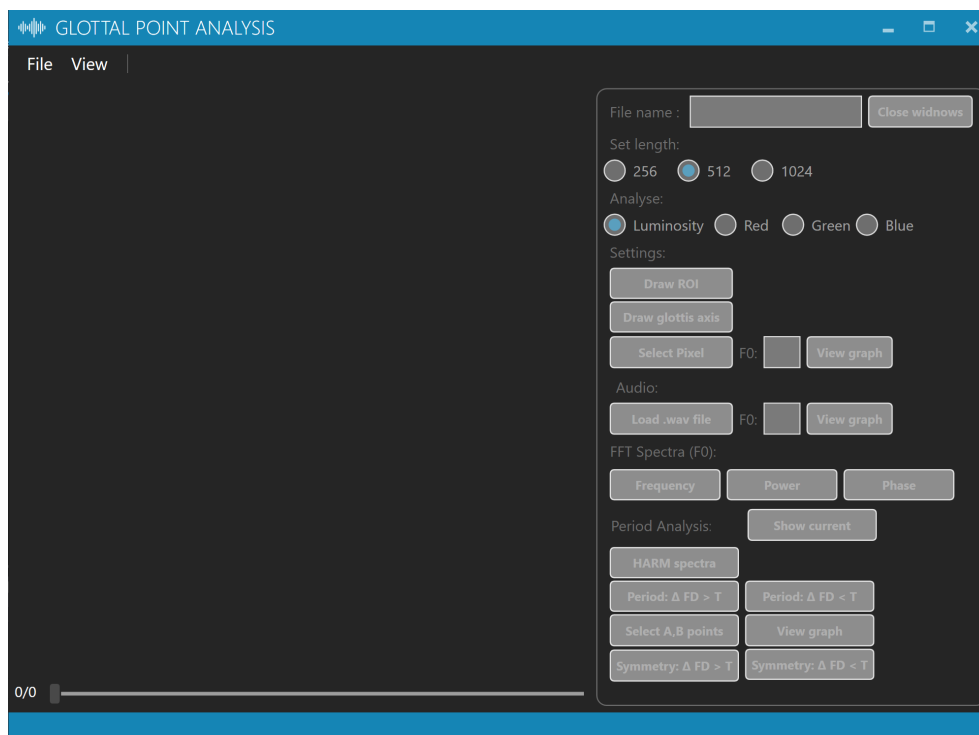 GLOTTAL POINT ANALYSIS
File View
File name : Close widnows
Set length:
256 512 1024
Analyse:
Luminosity Red Green Blue
Settings:
Draw ROI
Draw glottis axis
Select Pixel F0: View graph
Audio:
Load .wav file F0: View graph
FFT Spectra (F0):
Frequency Power Phase
Period Analysis: Show current
HARM spectra
Period: Δ FD > T Period: Δ FD < T
Select A,B points View graph
Symmetry: Δ FD > T Symmetry: Δ FD < T
0/0